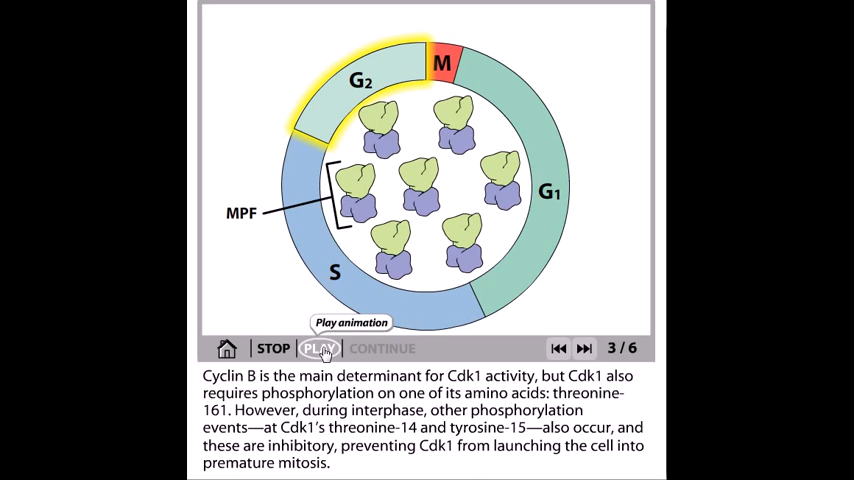 G2
M
G1
MPF
S
Play animation
STOP
PLAY
CONTINUE
3 / 6
Cyclin B is the main determinant for Cdk1 activity, but Cdk1 also
requires phosphorylation on one of its amino acids: threonine-
161. However, during interphase, other phosphorylation
events—at Cdk1’s threonine-14 and tyrosine-15—also occur, and
these are inhibitory, preventing Cdk1 from launching the cell into
premature mitosis.